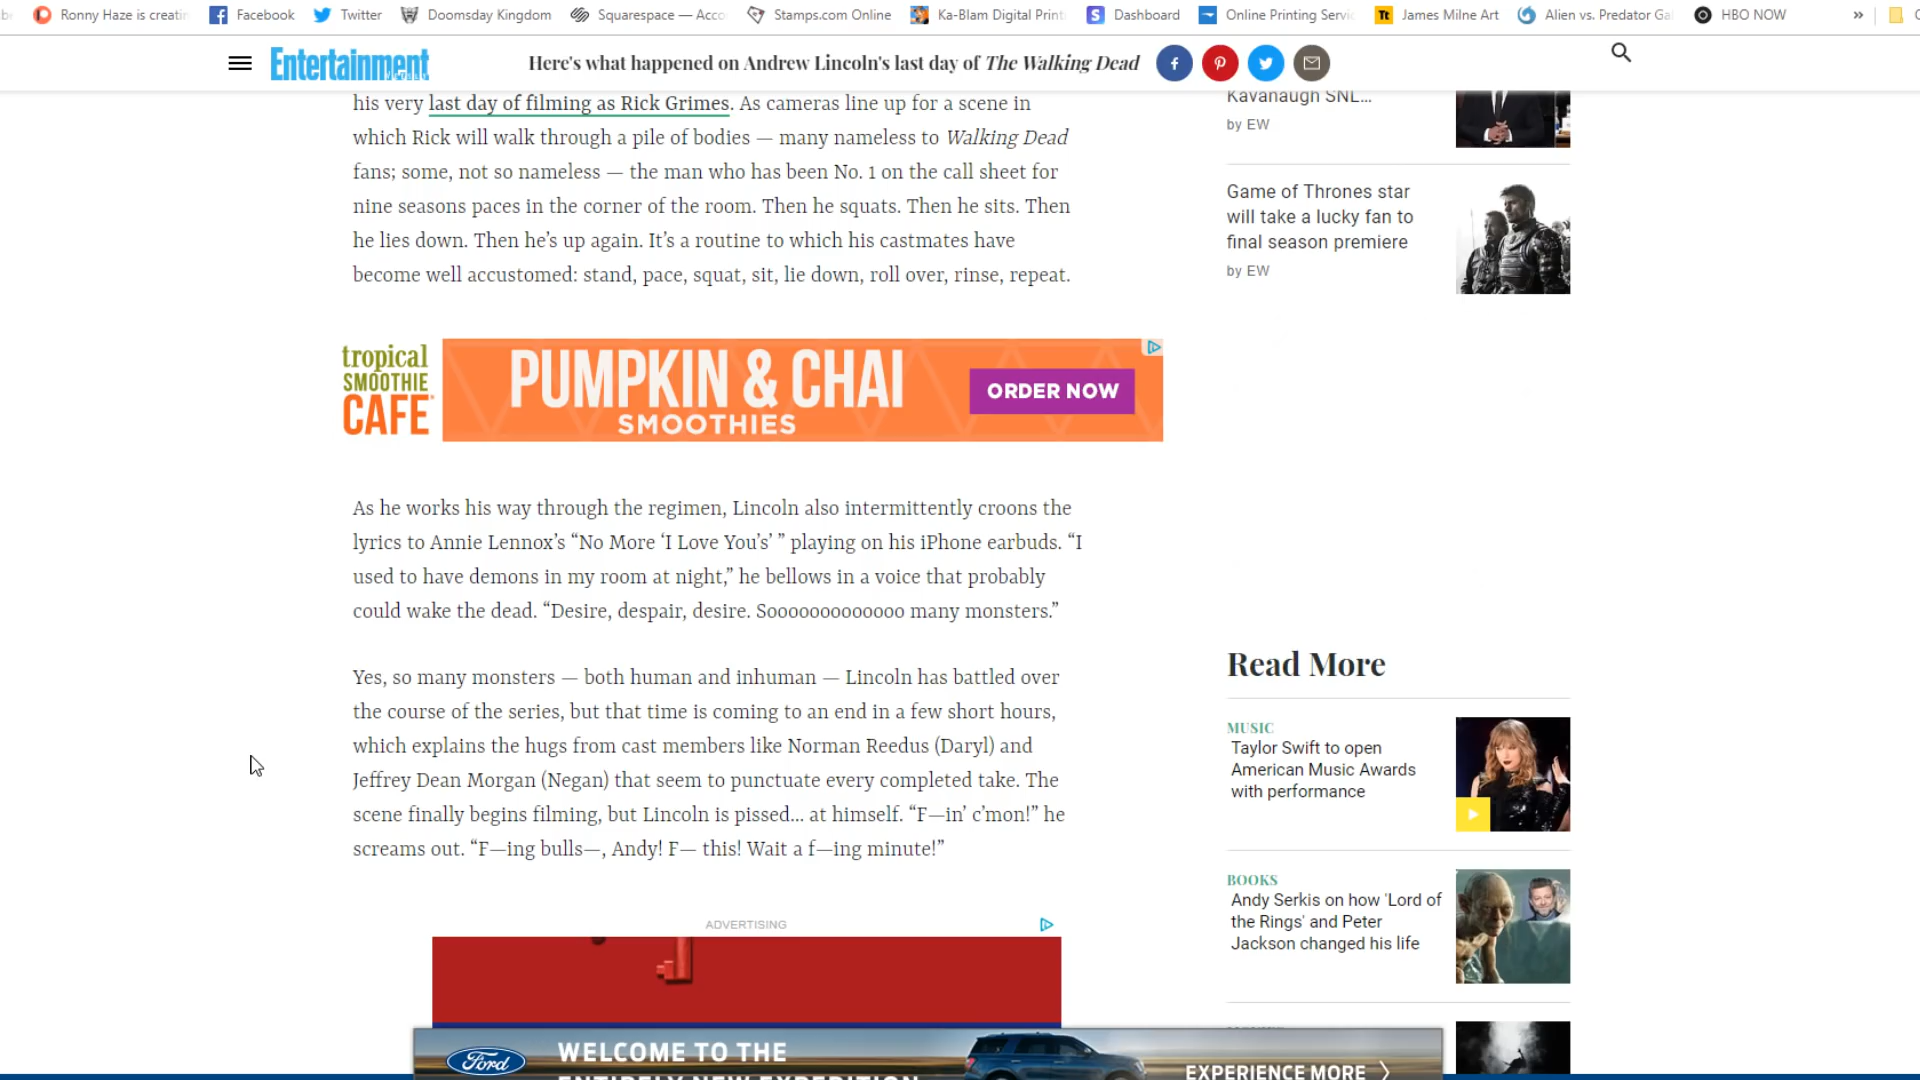 Ronny Haze is creatin
Facebook
Twitter
Doomsday Kingdom
Squarespace — Acco
Stamps.com Online
Ka-Blam Digital Print
Dashboard
Online Printing Servic
James Milne Art
Alien vs. Predator Ga
HBO NOW
»
Entertainment
Here's what happened on Andrew Lincoln's last day of The Walking Dead
his very last day of filming as Rick Grimes. As cameras line up for a scene in
which Rick will walk through a pile of bodies — many nameless to Walking Dead
fans; some, not so nameless — the man who has been No. 1 on the call sheet for
nine seasons paces in the corner of the room. Then he squats. Then he sits. Then
he lies down. Then he's up again. It's a routine to which his castmates have
become well accustomed: stand, pace, squat, sit, lie down, roll over, rinse, repeat.
tropical
SMOOTHIE
CAFE
PUMPKIN & CHAI
SMOOTHIES
ORDER NOW
As he works his way through the regimen, Lincoln also intermittently croons the
lyrics to Annie Lennox's “No More ‘I Love You's’ ” playing on his iPhone earbuds. “I
used to have demons in my room at night,” he bellows in a voice that probably
could wake the dead. “Desire, despair, desire. Sooooooooooooo many monsters.”
Yes, so many monsters — both human and inhuman — Lincoln has battled over
the course of the series, but that time is coming to an end in a few short hours,
which explains the hugs from cast members like Norman Reedus (Daryl) and
Jeffrey Dean Morgan (Negan) that seem to punctuate every completed take. The
scene finally begins filming, but Lincoln is pissed… at himself. “F—in’ c’mon!” he
screams out. “F—ing bulls—, Andy! F— this! Wait a f—ing minute!”
ADVERTISING
Kavanaugh SNL...
by EW
Game of Thrones star
will take a lucky fan to
final season premiere
by EW
Read More
MUSIC
Taylor Swift to open
American Music Awards
with performance
BOOKS
Andy Serkis on how 'Lord of
the Rings' and Peter
Jackson changed his life
Ford
WELCOME TO THE
ENTIRELY NEW EXPEDITION
EXPERIENCE MORE